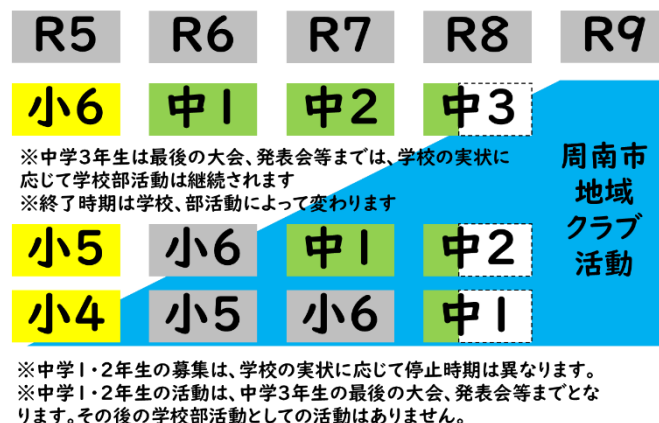 R5 R6 R7 R8 R9
小6 中1 中2 中3
※中学3年生は最後の大会、発表会等までは、学校の実状に
応じて学校部活動は継続されます
※終了時期は学校、部活動によって変わります
周南市
地域
クラブ
活動
小5 小6 中1 中2
小4 小5 小6 中1
※中学1・2年生の募集は、学校の実状に応じて停止時期は異なります。
※中学1・2年生の活動は、中学3年生の最後の大会、発表会等までとな
ります。その後の学校部活動としての活動はありません。